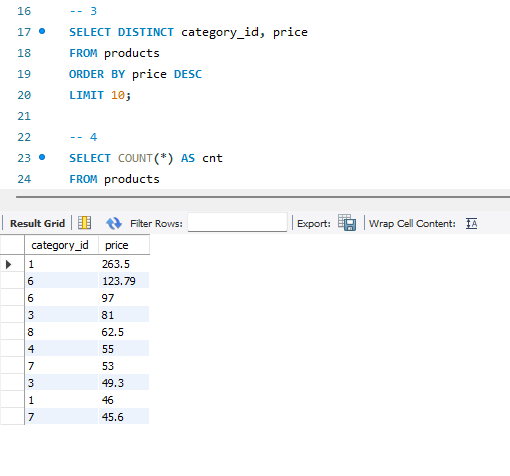 16 -- 3
17 SELECT DISTINCT category_id, price
18 FROM products
19 ORDER BY price DESC
20 LIMIT 10;
21
22 -- 4
23 SELECT COUNT(*) AS cnt
24 FROM products
Result Grid Filter Rows: Export: Wrap Cell Content:
category_id price
1 263.5
6 123.79
6 97
3 81
8 62.5
4 55
7 53
3 49.3
1 46
7 45.6